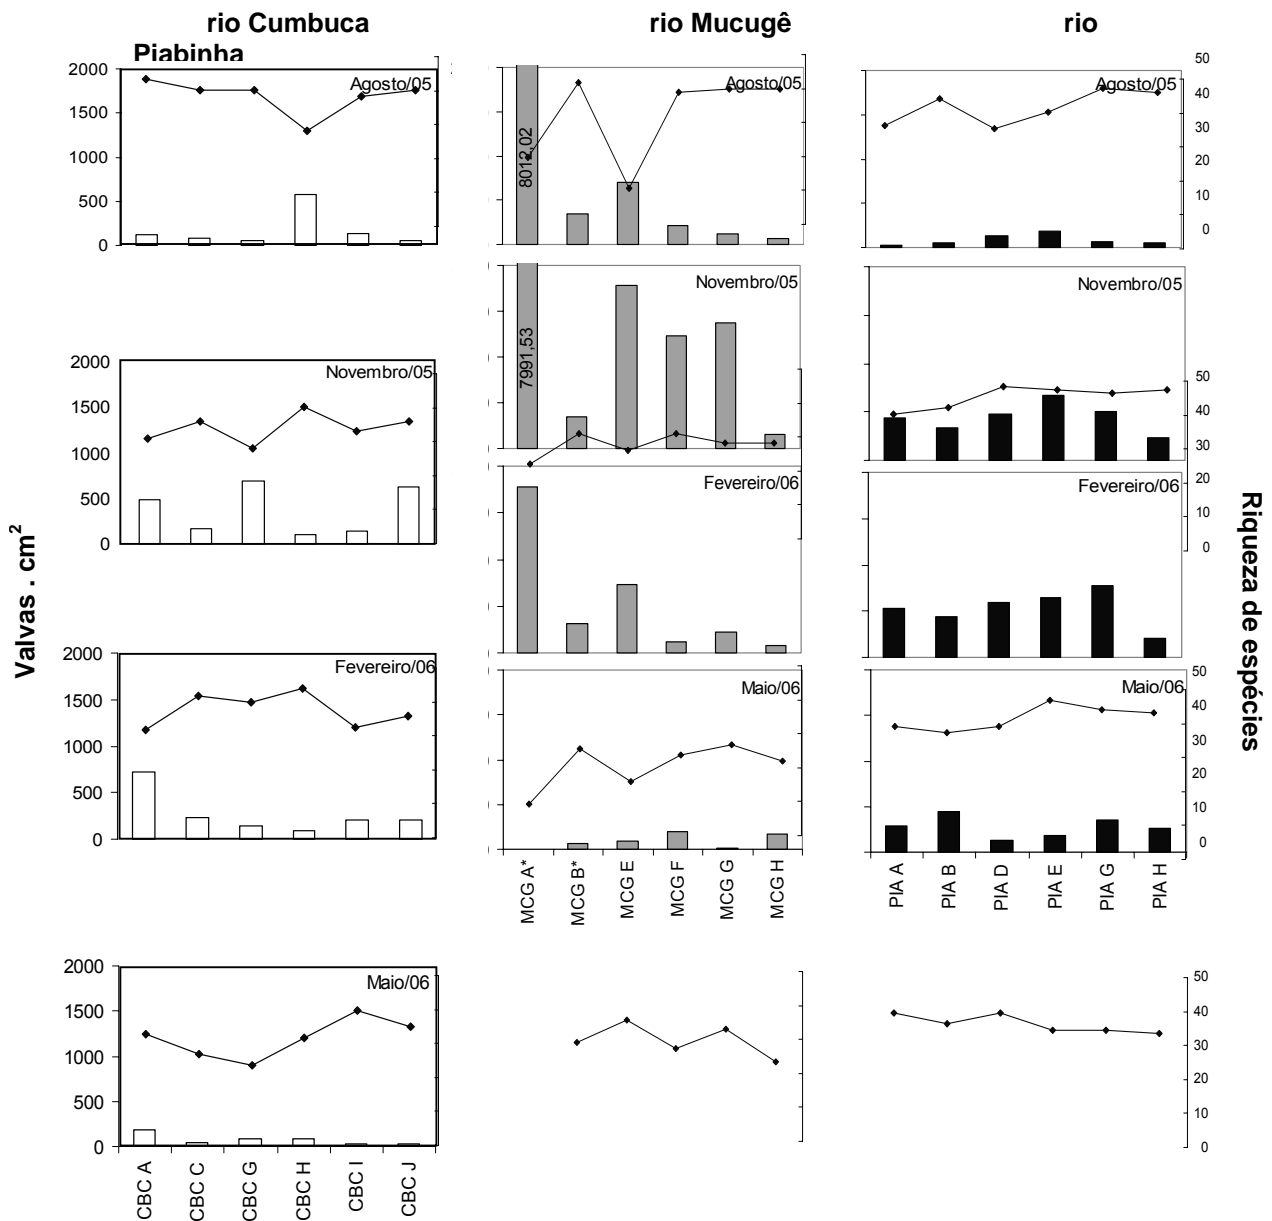 rio Cumbuca
rio Mucugê
rio
Piabinha
Valvas . cm²
Riqueza de espécies
Agosto/05
2000
1500
1000
500
0
Agosto/05
8012,02
Agosto/05
50
40
30
20
10
0
Novembro/05
2000
1500
1000
500
0
Novembro/05
7991,53
Novembro/05
50
40
30
20
10
0
Fevereiro/06
2000
1500
1000
500
0
Fevereiro/06
Fevereiro/06
Maio/06
MCG A*
MCG B*
MCG E
MCG F
MCG G
MCG H
Maio/06
50
40
30
20
10
0
PIA A
PIA B
PIA D
PIA E
PIA G
PIA H
Maio/06
2000
1500
1000
500
0
CBC A
CBC C
CBC G
CBC H
CBC I
CBC J
50
40
30
20
10
0